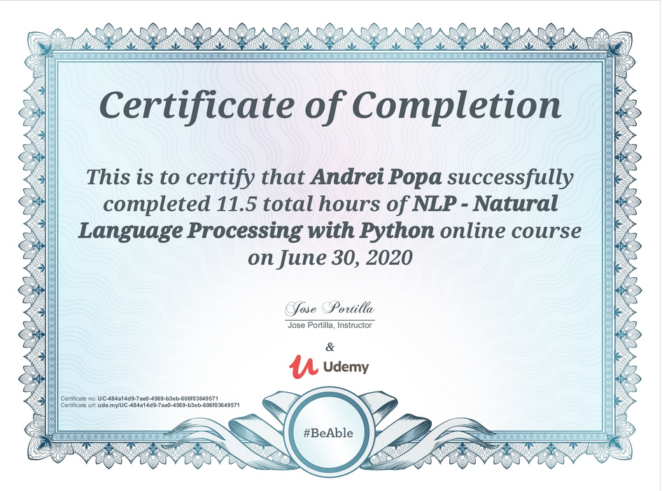 Certificate of Completion
This is to certify that Andrei Popa successfully
completed 11.5 total hours of NLP - Natural
Language Processing with Python online course
on June 30, 2020
Jose Portilla
Jose Portilla, Instructor
&
Udemy
Certificate no: UC-484a14d9-7ae0-4569-b3eb-606f03649571
Certificate url: ude.my/UC-484a14d9-7ae0-4569-b3eb-606f03649571
#BeAble